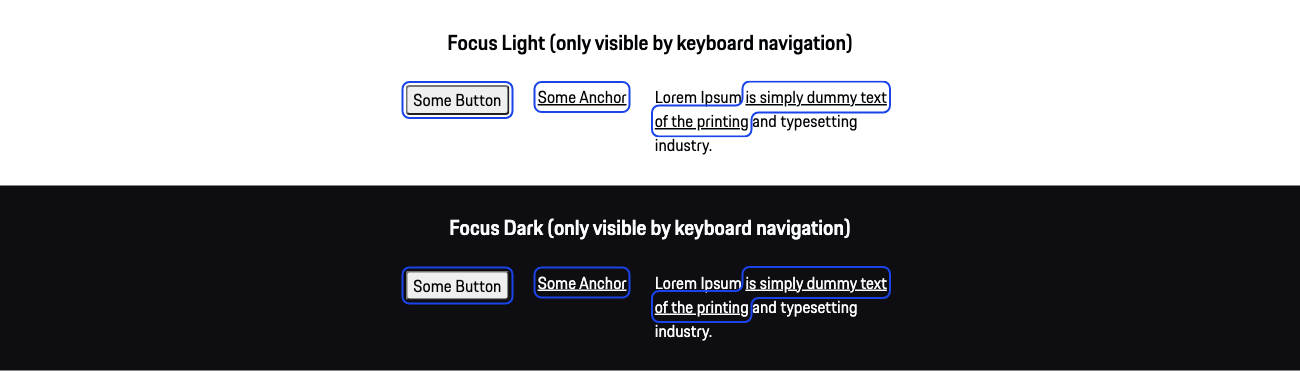 Focus Light (only visible by keyboard navigation)
Some Button
Some Anchor
Lorem Ipsum is simply dummy text
of the printing and typesetting
industry.
Focus Dark (only visible by keyboard navigation)
Some Button
Some Anchor
Lorem Ipsum is simply dummy text
of the printing and typesetting
industry.